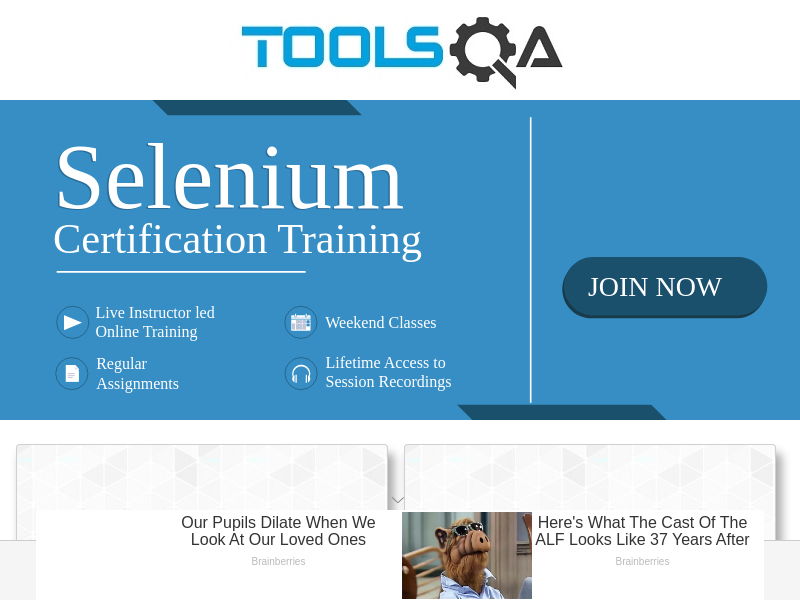 TOOLSQA
Selenium
Certification Training
Live Instructor led
Online Training
Weekend Classes
Regular
Assignments
Lifetime Access to
Session Recordings
JOIN NOW
Our Pupils Dilate When We
Look At Our Loved Ones
Brainberries
Here's What The Cast Of The
ALF Looks Like 37 Years After
Brainberries